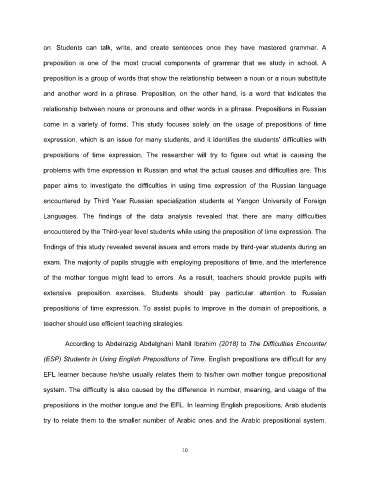 on. Students can talk, write, and create sentences once they have mastered grammar. A
preposition is one of the most crucial components of grammar that we study in school. A
preposition is a group of words that show the relationship between a noun or a noun substitute
and another word in a phrase. Preposition, on the other hand, is a word that indicates the
relationship between nouns or pronouns and other words in a phrase. Prepositions in Russian
come in a variety of forms. This study focuses solely on the usage of prepositions of time
expression, which is an issue for many students, and it identifies the students' difficulties with
prepositions of time expression. The researcher will try to figure out what is causing the
problems with time expression in Russian and what the actual causes and difficulties are. This
paper aims to investigate the difficulties in using time expression of the Russian language
encountered by Third Year Russian specialization students at Yangon University of Foreign
Languages. The findings of the data analysis revealed that there are many difficulties
encountered by the Third-year level students while using the preposition of time expression. The
findings of this study revealed several issues and errors made by third-year students during an
exam. The majority of pupils struggle with employing prepositions of time, and the interference
of the mother tongue might lead to errors. As a result, teachers should provide pupils with
extensive preposition exercises. Students should pay particular attention to Russian
prepositions of time expression. To assist pupils to improve in the domain of prepositions, a
teacher should use efficient teaching strategies.
According to Abdelrazig Abdelghani Mahil Ibrahim (2018) to The Difficulties Encounter
(ESP) Students in Using English Prepositions of Time. English prepositions are difficult for any
EFL learner because he/she usually relates them to his/her own mother tongue prepositional
system. The difficulty is also caused by the difference in number, meaning, and usage of the
prepositions in the mother tongue and the EFL. In learning English prepositions, Arab students
try to relate them to the smaller number of Arabic ones and the Arabic prepositional system.
10